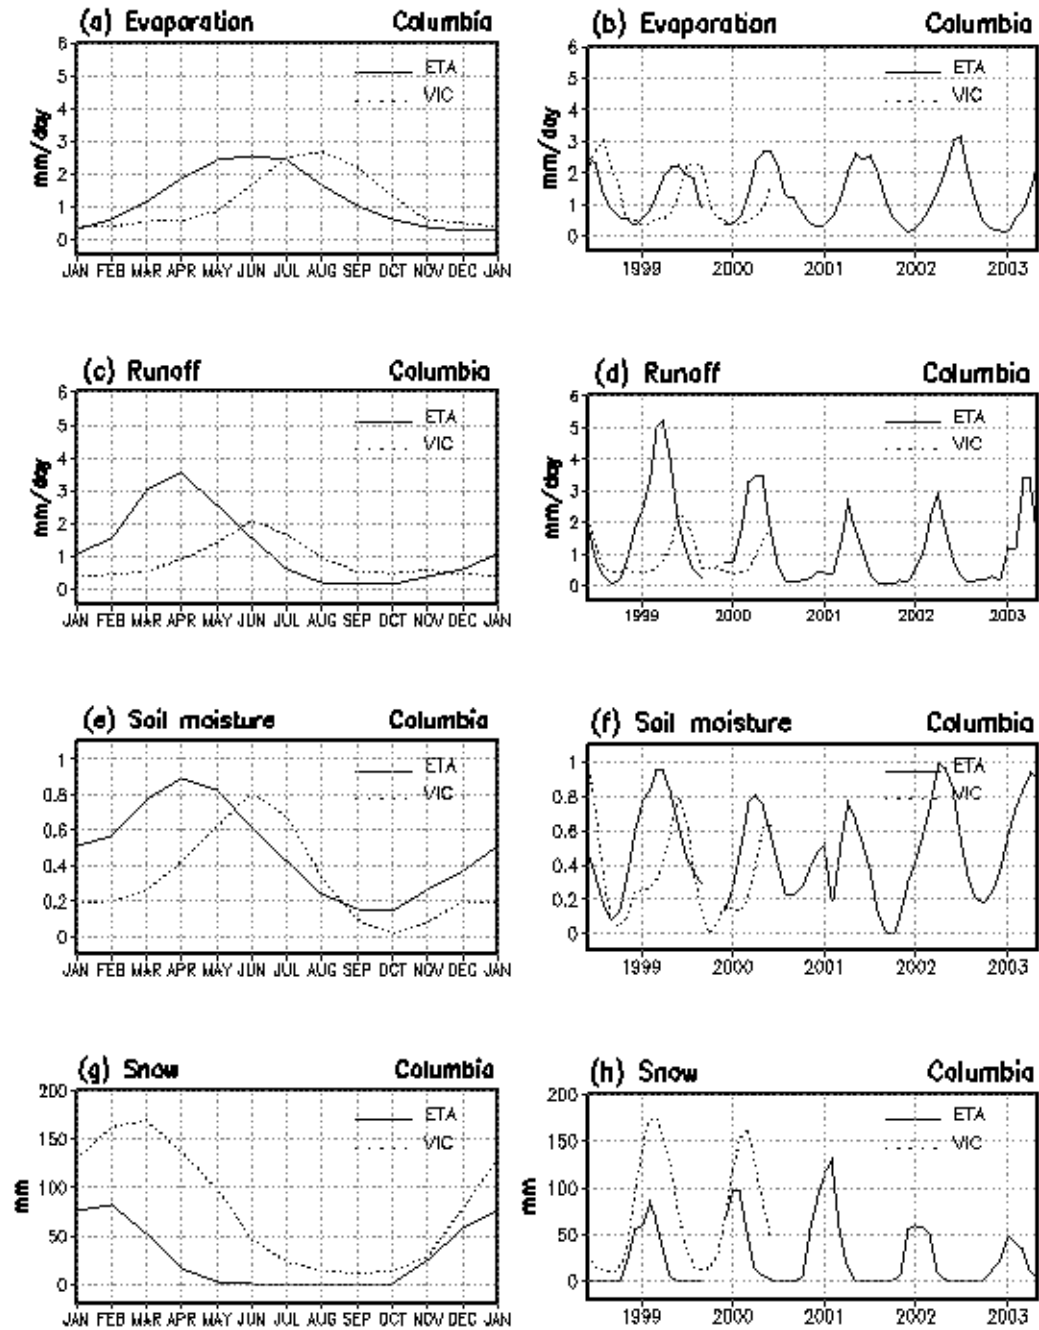 (a) Evaporation Columbia
6
5
4
3
2
1
0
mm/day
ETA
VIC
JAN FEB MAR APR MAY JUN JUL AUG SEP OCT NOV DEC JAN
(b) Evaporation Columbia
6
5
4
3
2
1
0
mm/day
ETA
VIC
1999 2000 2001 2002 2003
(c) Runoff Columbia
6
5
4
3
2
1
0
mm/day
ETA
VIC
JAN FEB MAR APR MAY JUN JUL AUG SEP OCT NOV DEC JAN
(d) Runoff Columbia
6
5
4
3
2
1
0
mm/day
ETA
VIC
1999 2000 2001 2002 2003
(e) Soil moisture Columbia
1
0.8
0.6
0.4
0.2
0
ETA
VIC
JAN FEB MAR APR MAY JUN JUL AUG SEP OCT NOV DEC JAN
(f) Soil moisture Columbia
1
0.8
0.6
0.4
0.2
0
ETA
VIC
1999 2000 2001 2002 2003
(g) Snow Columbia
200
150
100
50
0
mm
ETA
VIC
JAN FEB MAR APR MAY JUN JUL AUG SEP OCT NOV DEC JAN
(h) Snow Columbia
200
150
100
50
0
mm
ETA
VIC
1999 2000 2001 2002 2003